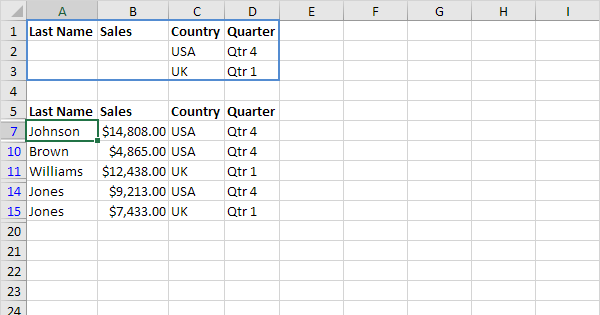 A B C D E F G H I
1 Last Name Sales Country Quarter
2 USA Qtr 4
3 UK Qtr 1
4
5 Last Name Sales Country Quarter
7 Johnson $14,808.00 USA Qtr 4
10 Brown $4,865.00 USA Qtr 4
11 Williams $12,438.00 UK Qtr 1
14 Jones $9,213.00 USA Qtr 4
15 Jones $7,433.00 UK Qtr 1
20
21
22
23
24